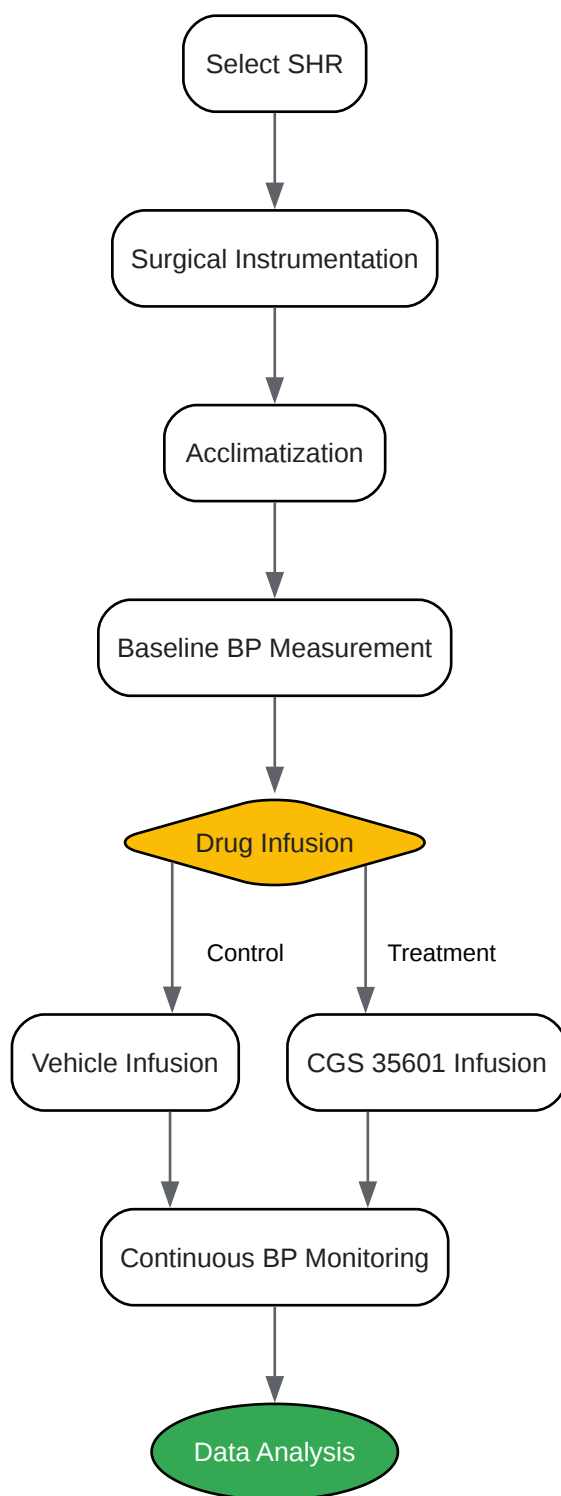 Select SHR
Surgical Instrumentation
Acclimatization
Baseline BP Measurement
Drug Infusion
Control
Treatment
Vehicle Infusion
CGS 35601 Infusion
Continuous BP Monitoring
Data Analysis